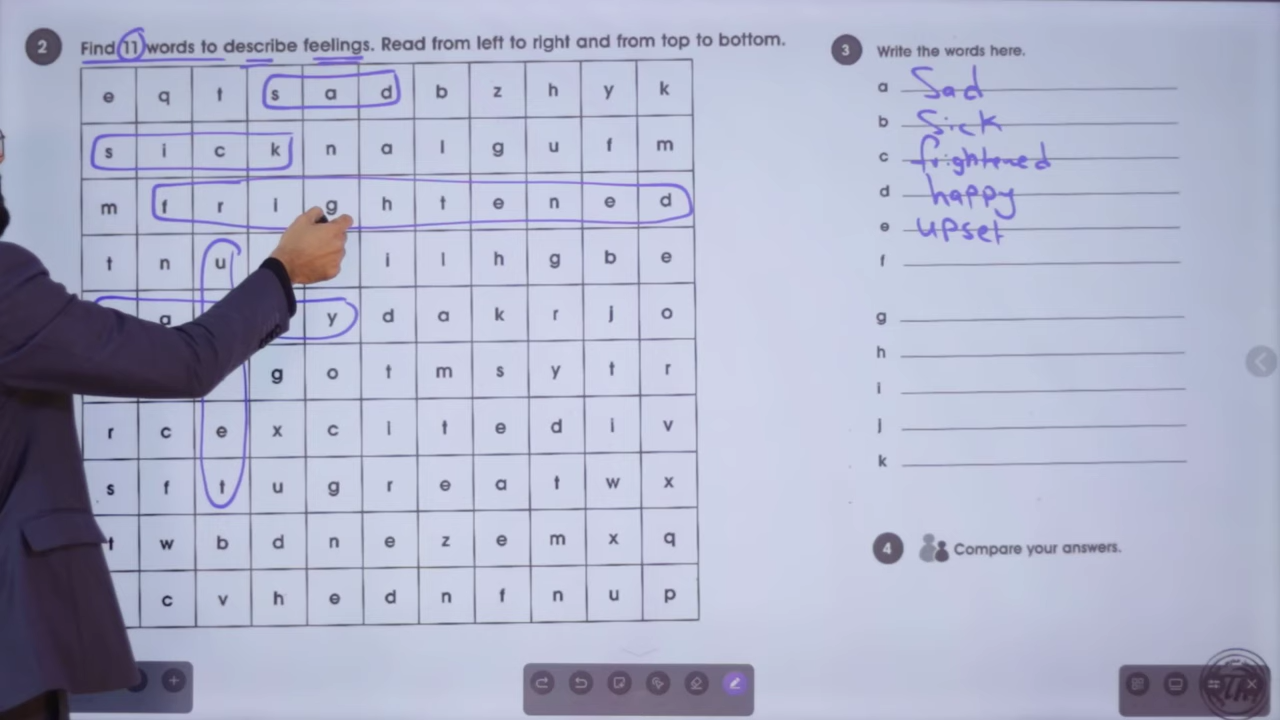 2 Find 11 words to describe feelings. Read from left to right and from top to bottom.
e q t s a d b z h y k
s i c k n a l g u f m
m f r i g h t e n e d
t n u i l h g b e
a y d a k r j o
g o t m s y t r
r c e x c i t e d i v
s f t u g r e a t w x
t w b d n e z e m x q
c v h e d n f n u p
3 Write the words here.
a Sad
b Sick
c frightened
d happy
e upset
f
g
h
i
j
k
4 Compare your answers.